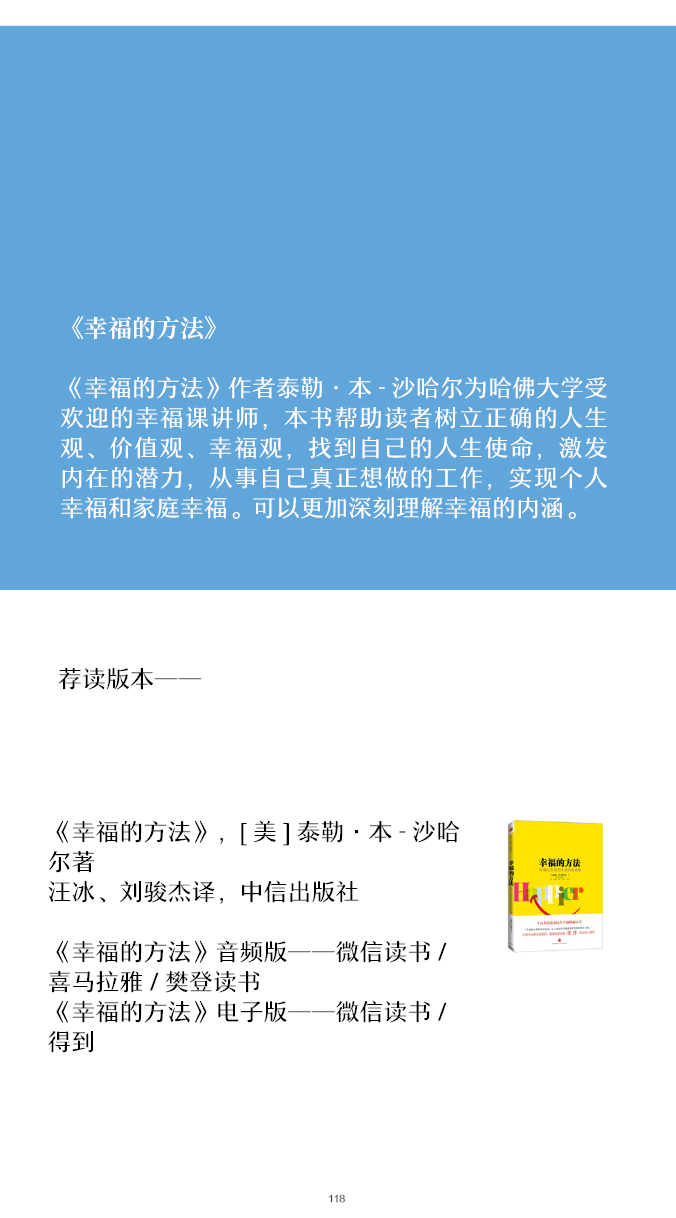 《幸福的方法》
《幸福的方法》作者泰勒·本-沙哈尔为哈佛大学受
欢迎的幸福课讲师，本书帮助读者树立正确的人生
观、价值观、幸福观，找到自己的人生使命，激发
内在的潜力，从事自己真正想做的工作，实现个人
幸福和家庭幸福。可以更加深刻理解幸福的内涵。
荐读版本——
《幸福的方法》，[ 美 ] 泰勒·本 - 沙哈
尔著
汪冰、刘骏杰译，中信出版社
《幸福的方法》音频版——微信读书 /
喜马拉雅 / 樊登读书
《幸福的方法》电子版——微信读书 /
得到
幸福的方法
幸福的方法
Happier
118